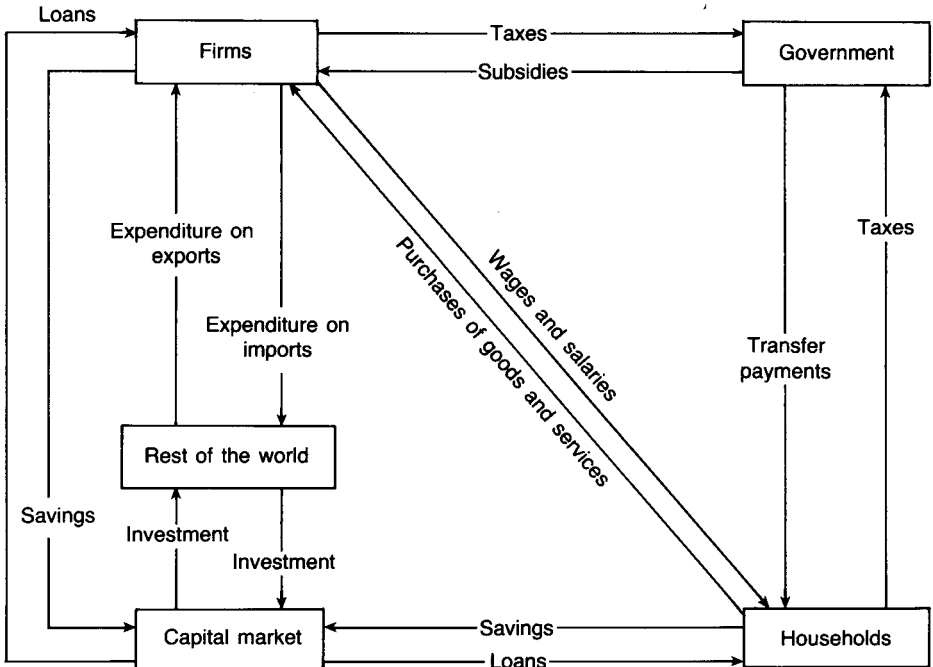 Loans
Firms
Taxes
Government
Subsidies
Expenditure on
exports
Taxes
Purchases of goods and services
Wages and salaries
Expenditure on
imports
Transfer
payments
Rest of the world
Savings
Investment
Investment
Capital market
Savings
Households
Loans